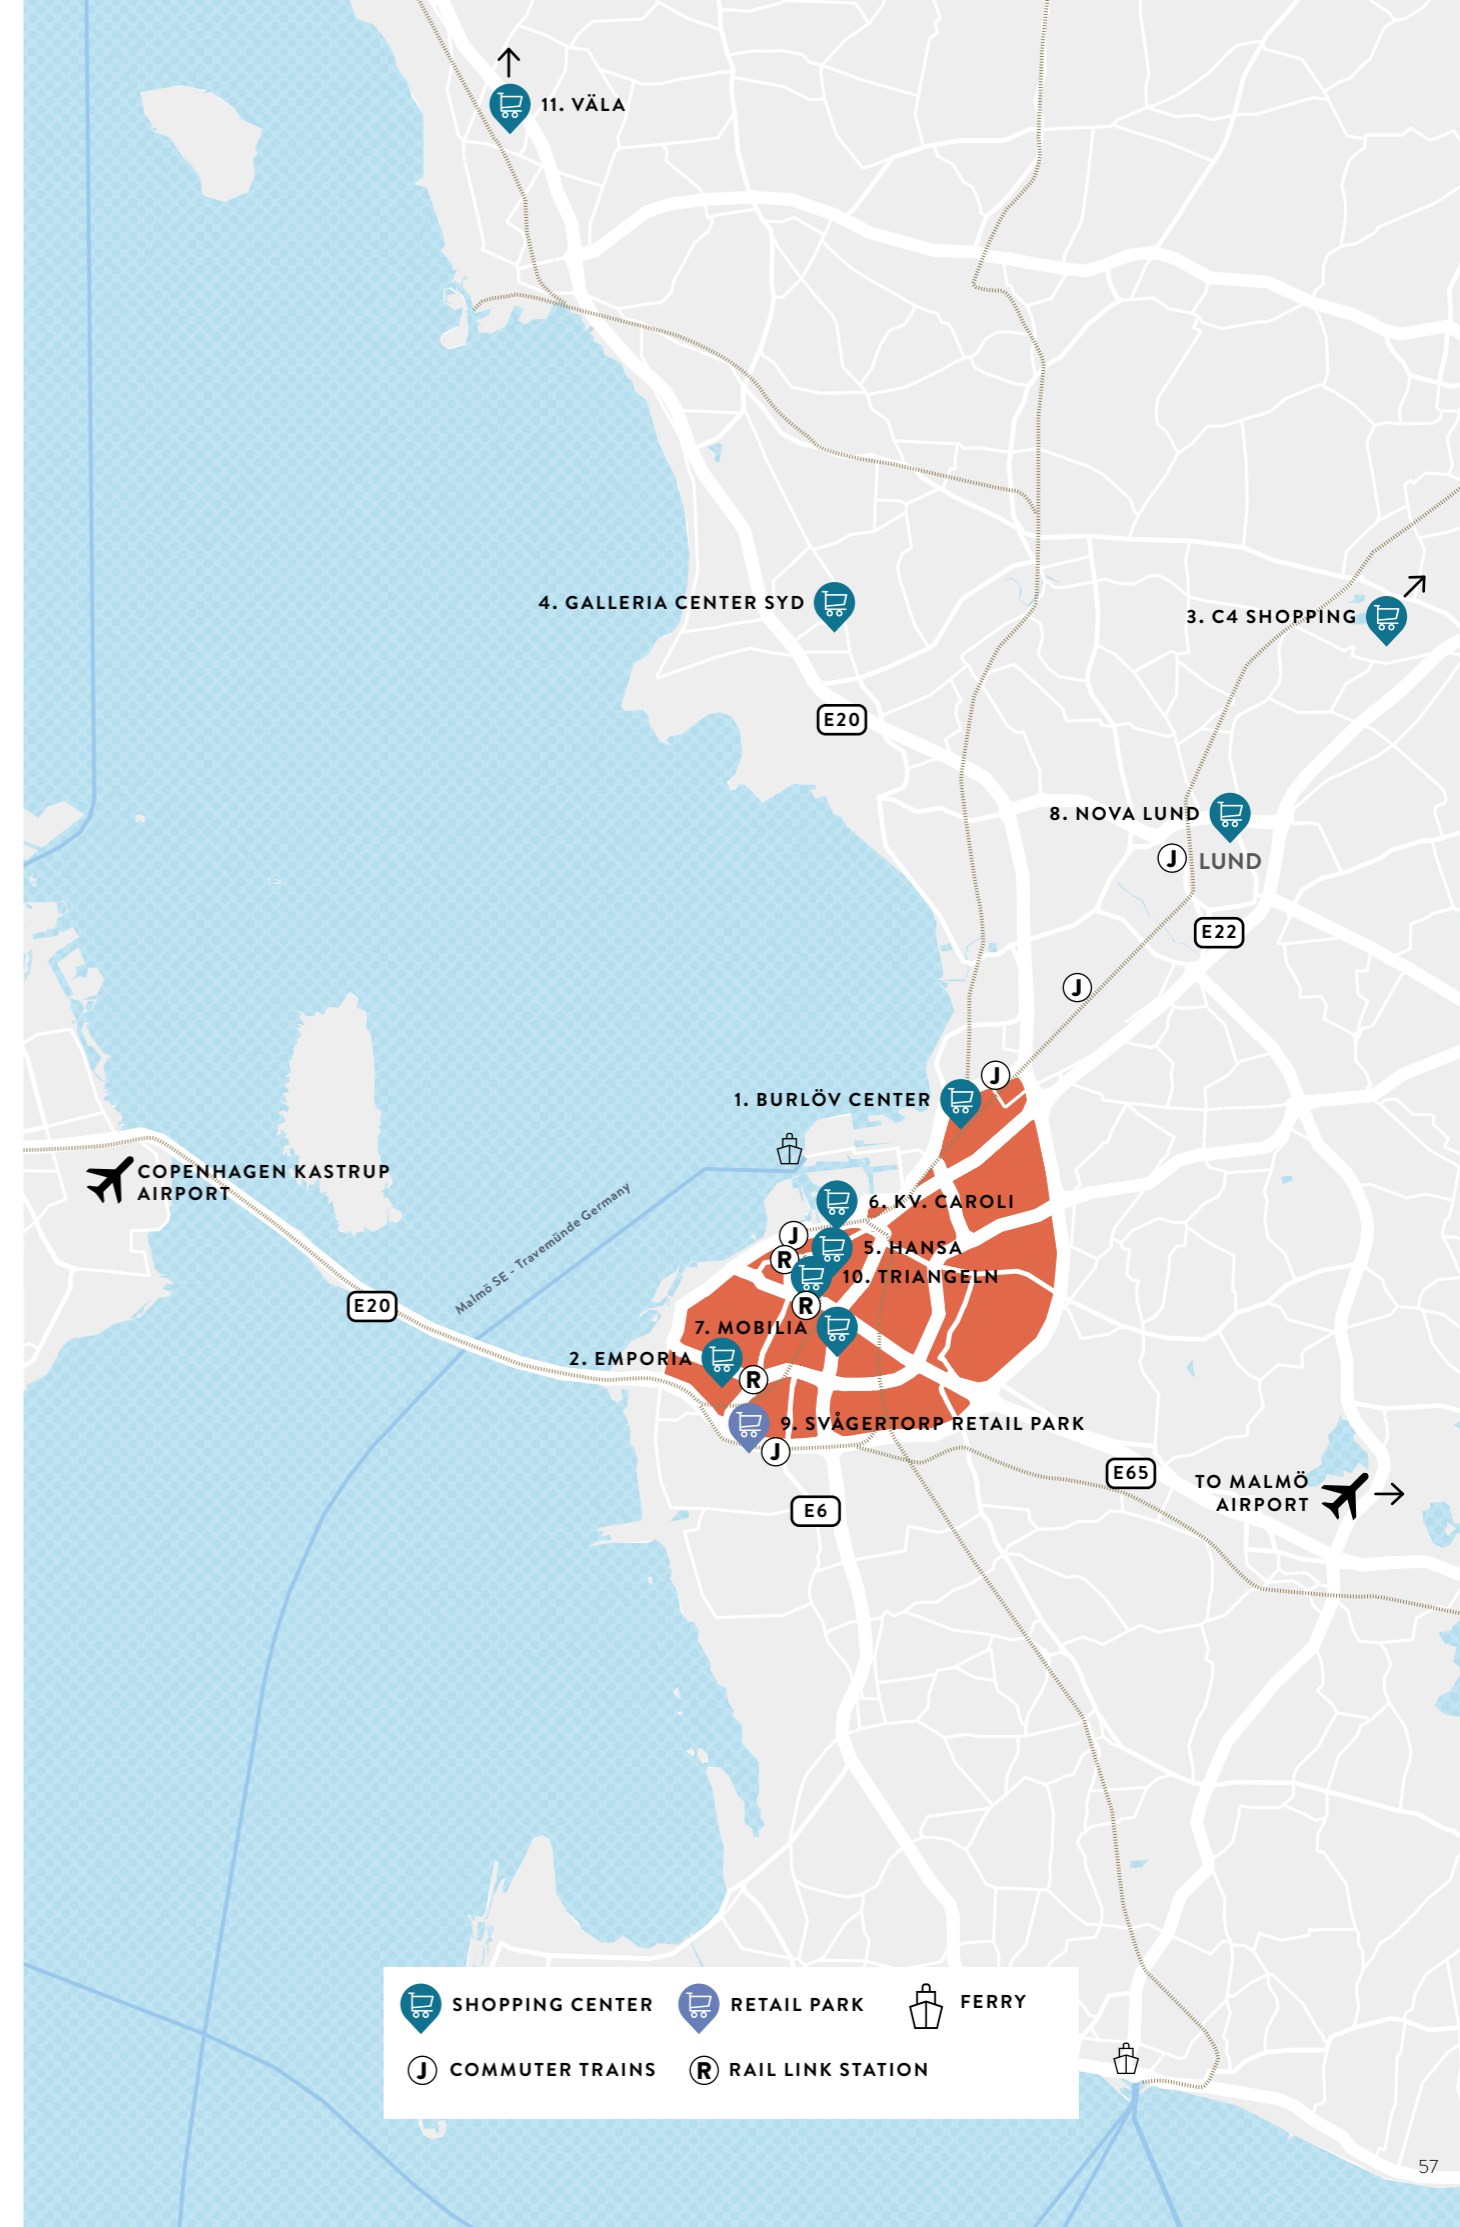 11. VÄLA
4. GALLERIA CENTER SYD
3. C4 SHOPPING
E20
8. NOVA LUND
J LUND
E22
J
J
1. BURLÖV CENTER
COPENHAGEN KASTRUP
AIRPORT
6. KV. CAROLI
Malmö SE - Travemünde Germany
J
5. HANSA
R
10. TRIANGELN
E20
R
7. MOBILIA
2. EMPORIA
R
9. SVÅGERTORP RETAIL PARK
J
E65
TO MALMÖ
AIRPORT
E6
SHOPPING CENTER
RETAIL PARK
FERRY
J COMMUTER TRAINS
R RAIL LINK STATION
57